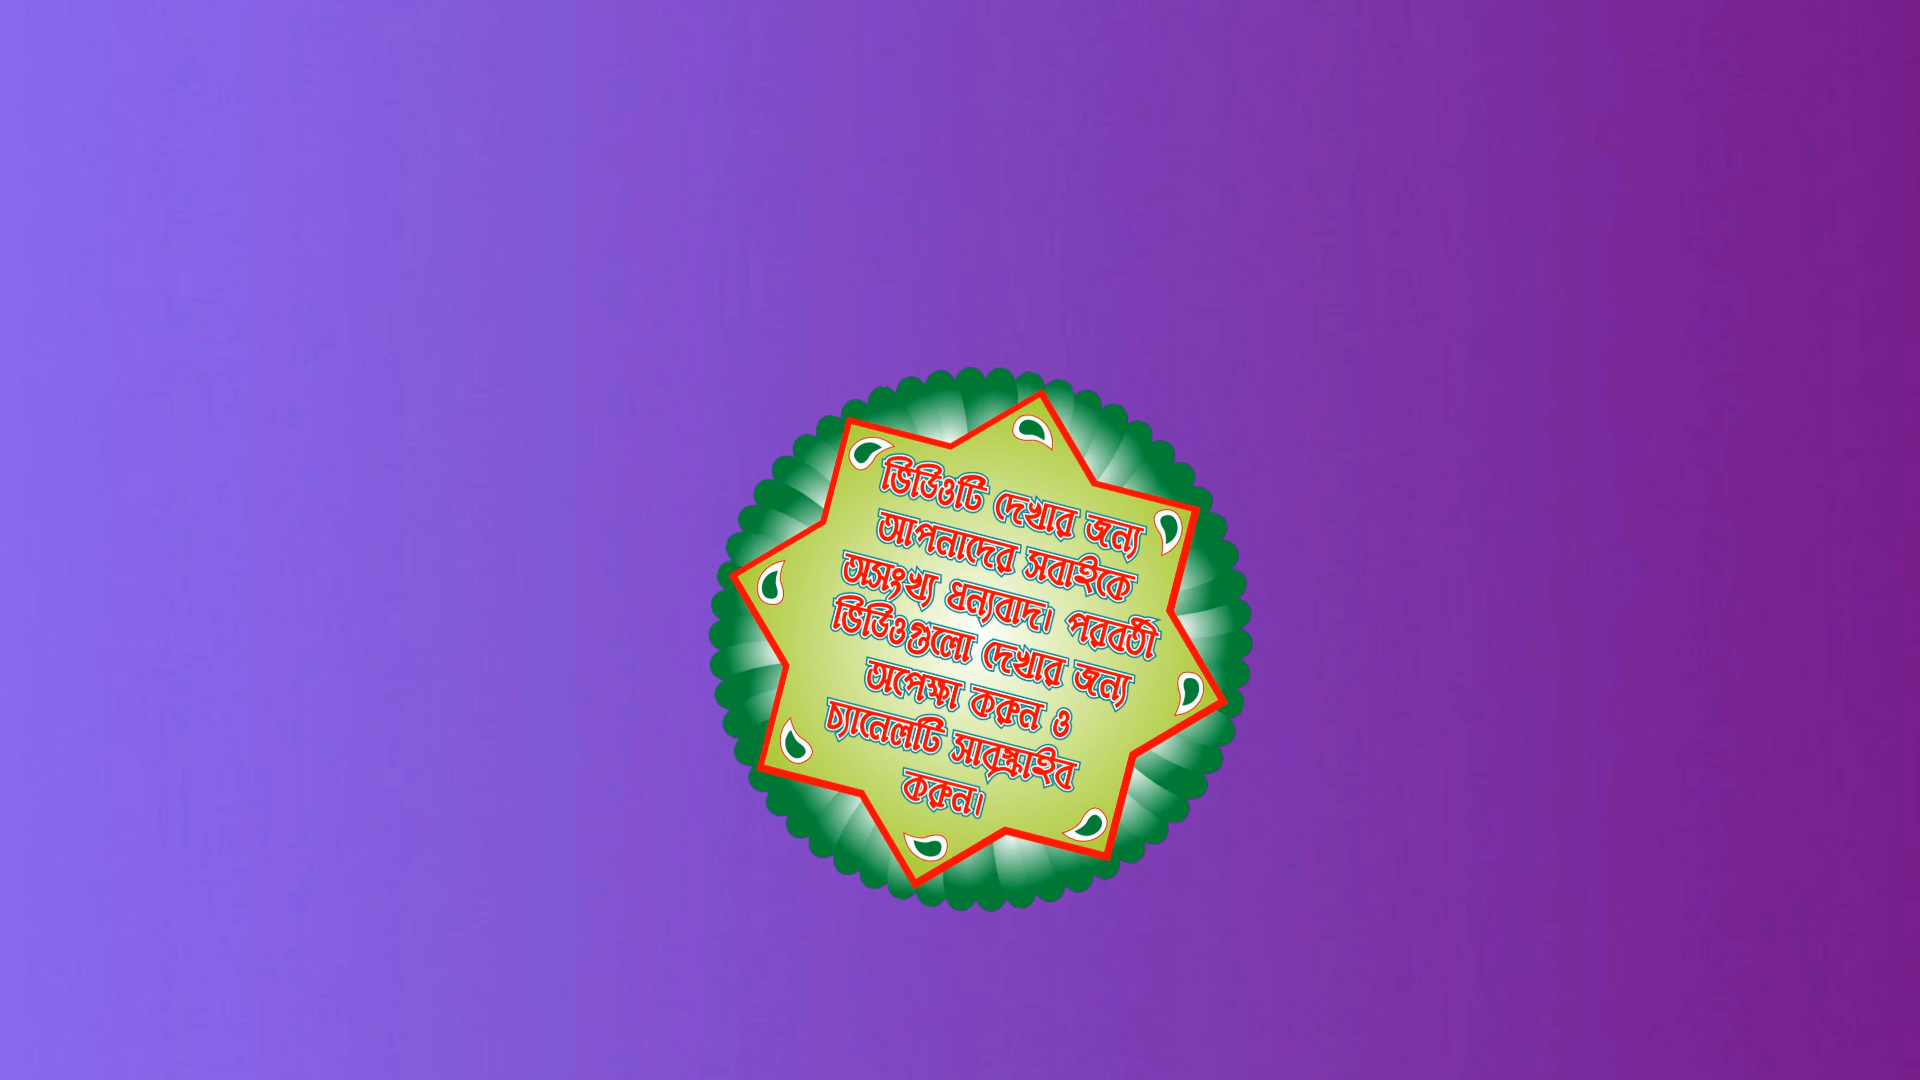 ভিডিওটি দেখার জন্য
আপনাদের সবাইকে
অসংখ্য ধন্যবাদ। পরবর্তী
ভিডিওগুলো দেখার জন্য
অপেক্ষা করুন ও
চ্যানেলটি সাবস্ক্রাইব
করুন।